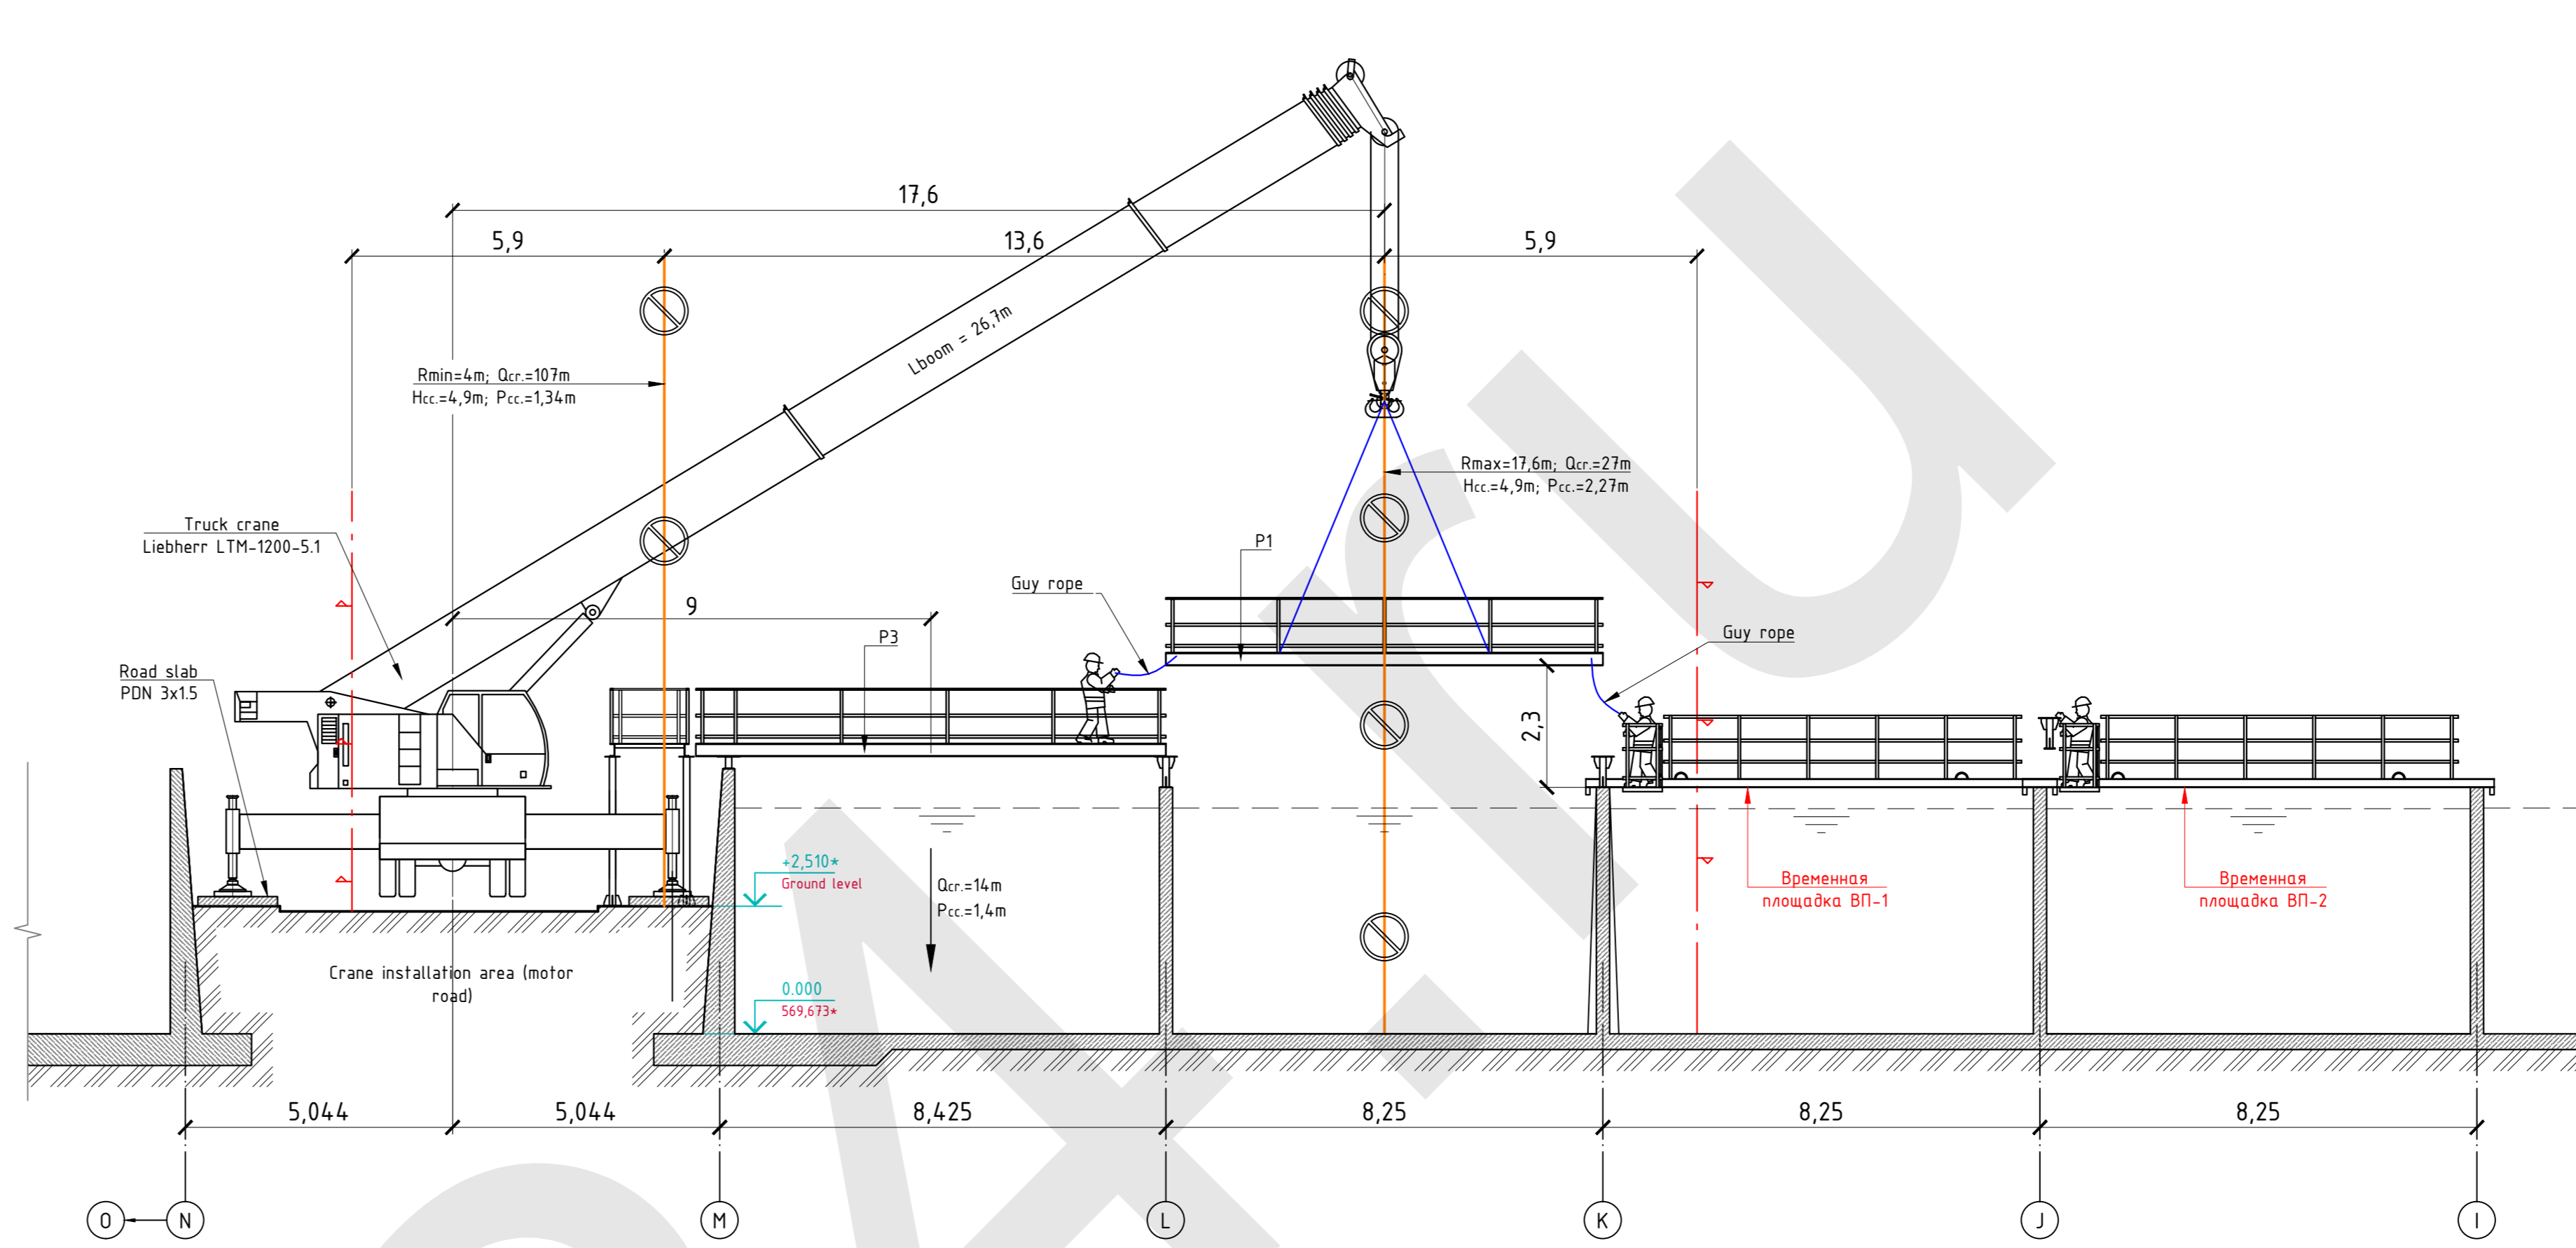 17,6
5,9
13,6
5,9
Lboom = 26,7m
Rmin=4m; Qcr.=107m
Hcc.=4,9m; Pcc.=1,34m
Rmax=17,6m; Qcr.=27m
Hcc.=4,9m; Pcc.=2,27m
Truck crane
Liebherr LTM-1200-5.1
P1
Guy rope
9
P3
Guy rope
Road slab
PDN 3x1.5
2,3
+2,510*
Ground level
Qcr.=14m
Pcc.=1,4m
Временная
площадка ВП-1
Временная
площадка ВП-2
Crane installation area (motor
road)
0.000
569,673*
5,044
5,044
8,425
8,25
8,25
8,25
O
N
M
L
K
J
I
.ru